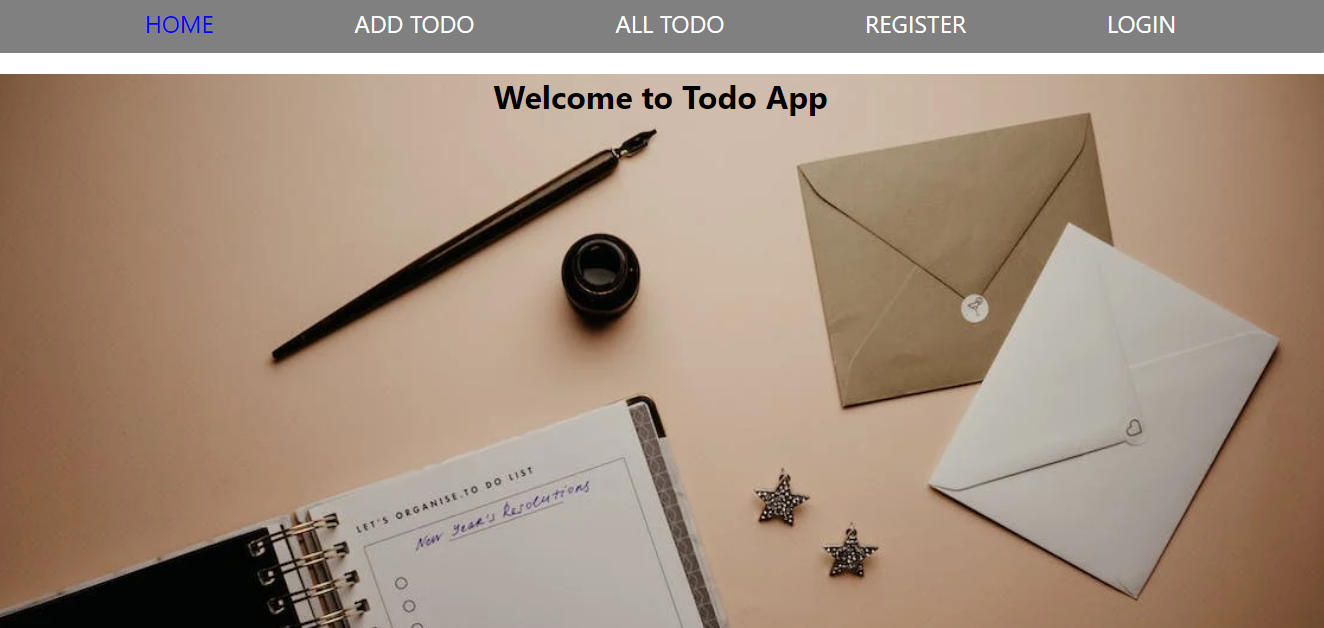 HOME ADD TODO ALL TODO REGISTER LOGIN
Welcome to Todo App
LET'S ORGANISE.TO DO LIST
New Year's Resolutions